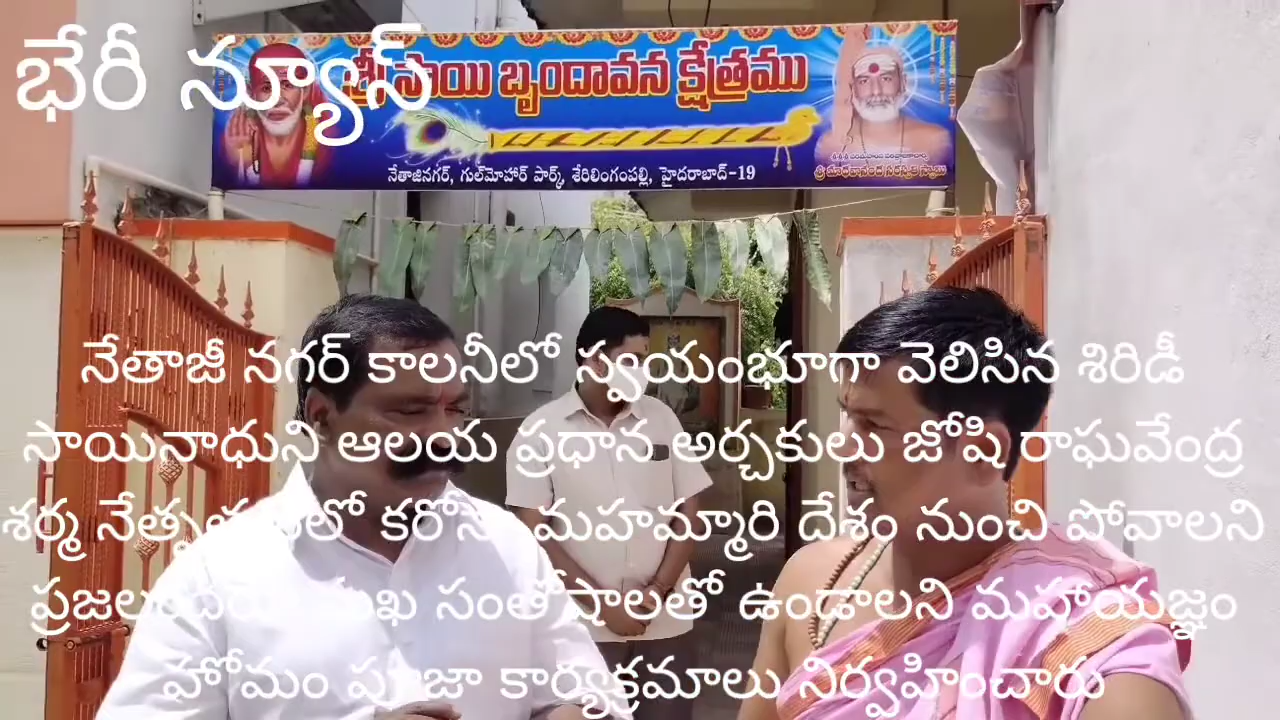 భేరీ న్యూస్
శ్రీ సాయి బృందావన క్షేత్రము
నేతాజినగర్, గుల్‌మోహార్ పార్క్, శేరిలింగంపల్లి, హైదరాబాద్-19
నేతాజీ నగర్ కాలనీలో స్వయంభూగా వెలిసిన శిరిడీ
సాయినాధుని ఆలయ ప్రధాన అర్చకులు జోషి రాఘవేంద్ర
శర్మ నేతృత్వంలో కరోనా మహమ్మారి దేశం నుంచి పోవాలని
ప్రజలందరు సుఖ సంతోషాలతో ఉండాలని మహాయజ్ఞం
హోమం పూజా కార్యక్రమాలు నిర్వహించారు